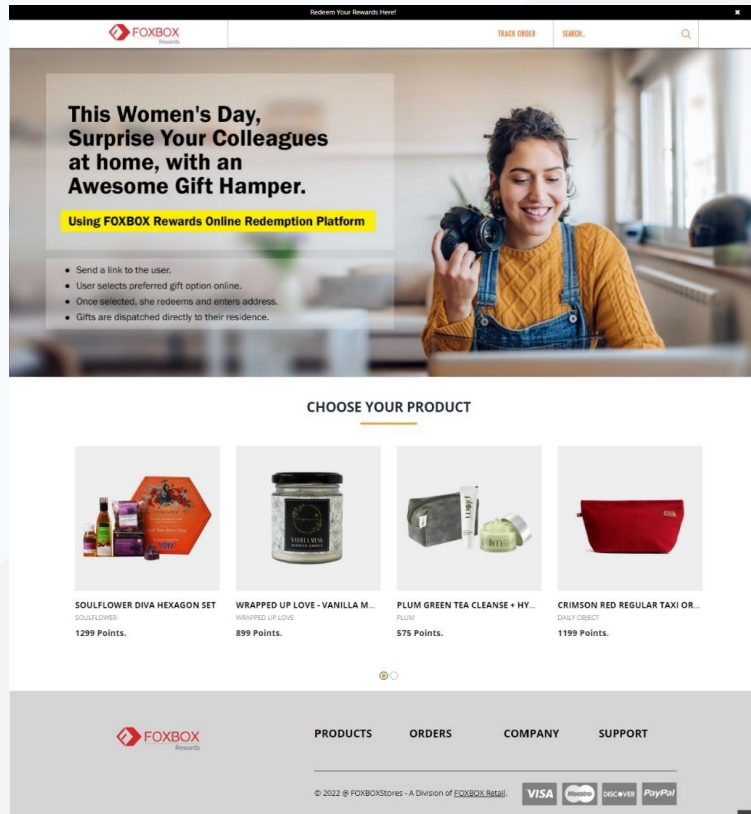 Redeem Your Rewards Here!
FOXBOX
Rewards
TRACK ORDER
SEARCH..
This Women's Day,
Surprise Your Colleagues
at home, with an
Awesome Gift Hamper.
Using FOXBOX Rewards Online Redemption Platform
Send a link to the user.
User selects preferred gift option online.
Once selected, she redeems and enters address.
Gifts are dispatched directly to their residence.
CHOOSE YOUR PRODUCT
VANILLA MUSK
plum
plum
SOULFLOWER DIVA HEXAGON SET
SOULFLOWER
1299 Points.
WRAPPED UP LOVE - VANILLA M...
WRAPPED UP LOVE
899 Points.
PLUM GREEN TEA CLEANSE + HY...
PLUM
575 Points.
CRIMSON RED REGULAR TAXI OR...
DAILY OBJECT
1199 Points.
FOXBOX
Rewards
PRODUCTS
ORDERS
COMPANY
SUPPORT
© 2022 @ FOXBOXStores - A Division of FOXBOX Retail.
VISA
Maestro
DISCOVER
PayPal